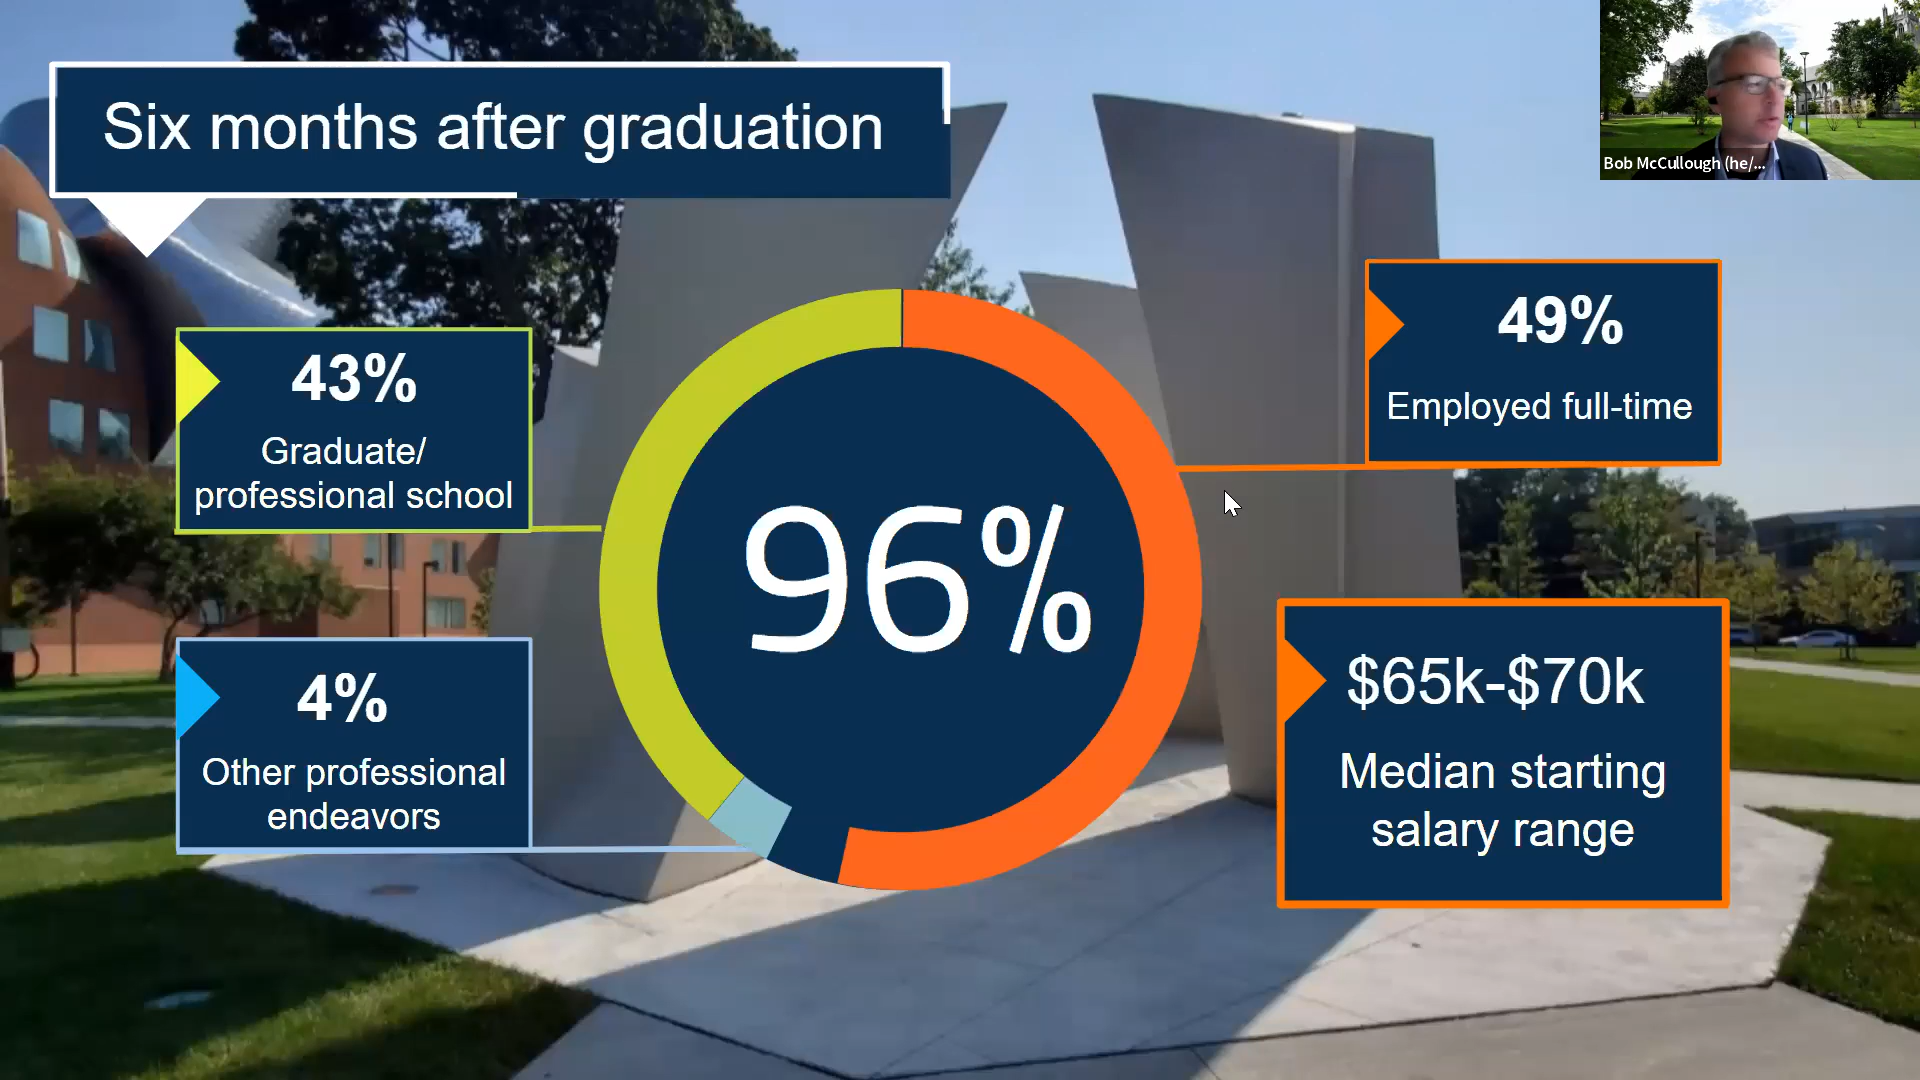 Six months after graduation
Bob McCullough (he/...
43%
Graduate/
professional school
49%
Employed full-time
96%
4%
Other professional
endeavors
$65k-$70k
Median starting
salary range